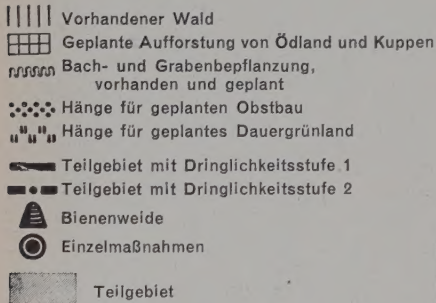 Vorhandener Wald
Geplante Aufforstung von Ödland und Kuppen
Bach- und Grabenbepflanzung,
vorhanden und geplant
Hänge für geplanten Obstbau
Hänge für geplantes Dauergrünland
Teilgebiet mit Dringlichkeitsstufe 1
Teilgebiet mit Dringlichkeitsstufe 2
Bienenweide
Einzelmaßnahmen
Teilgebiet